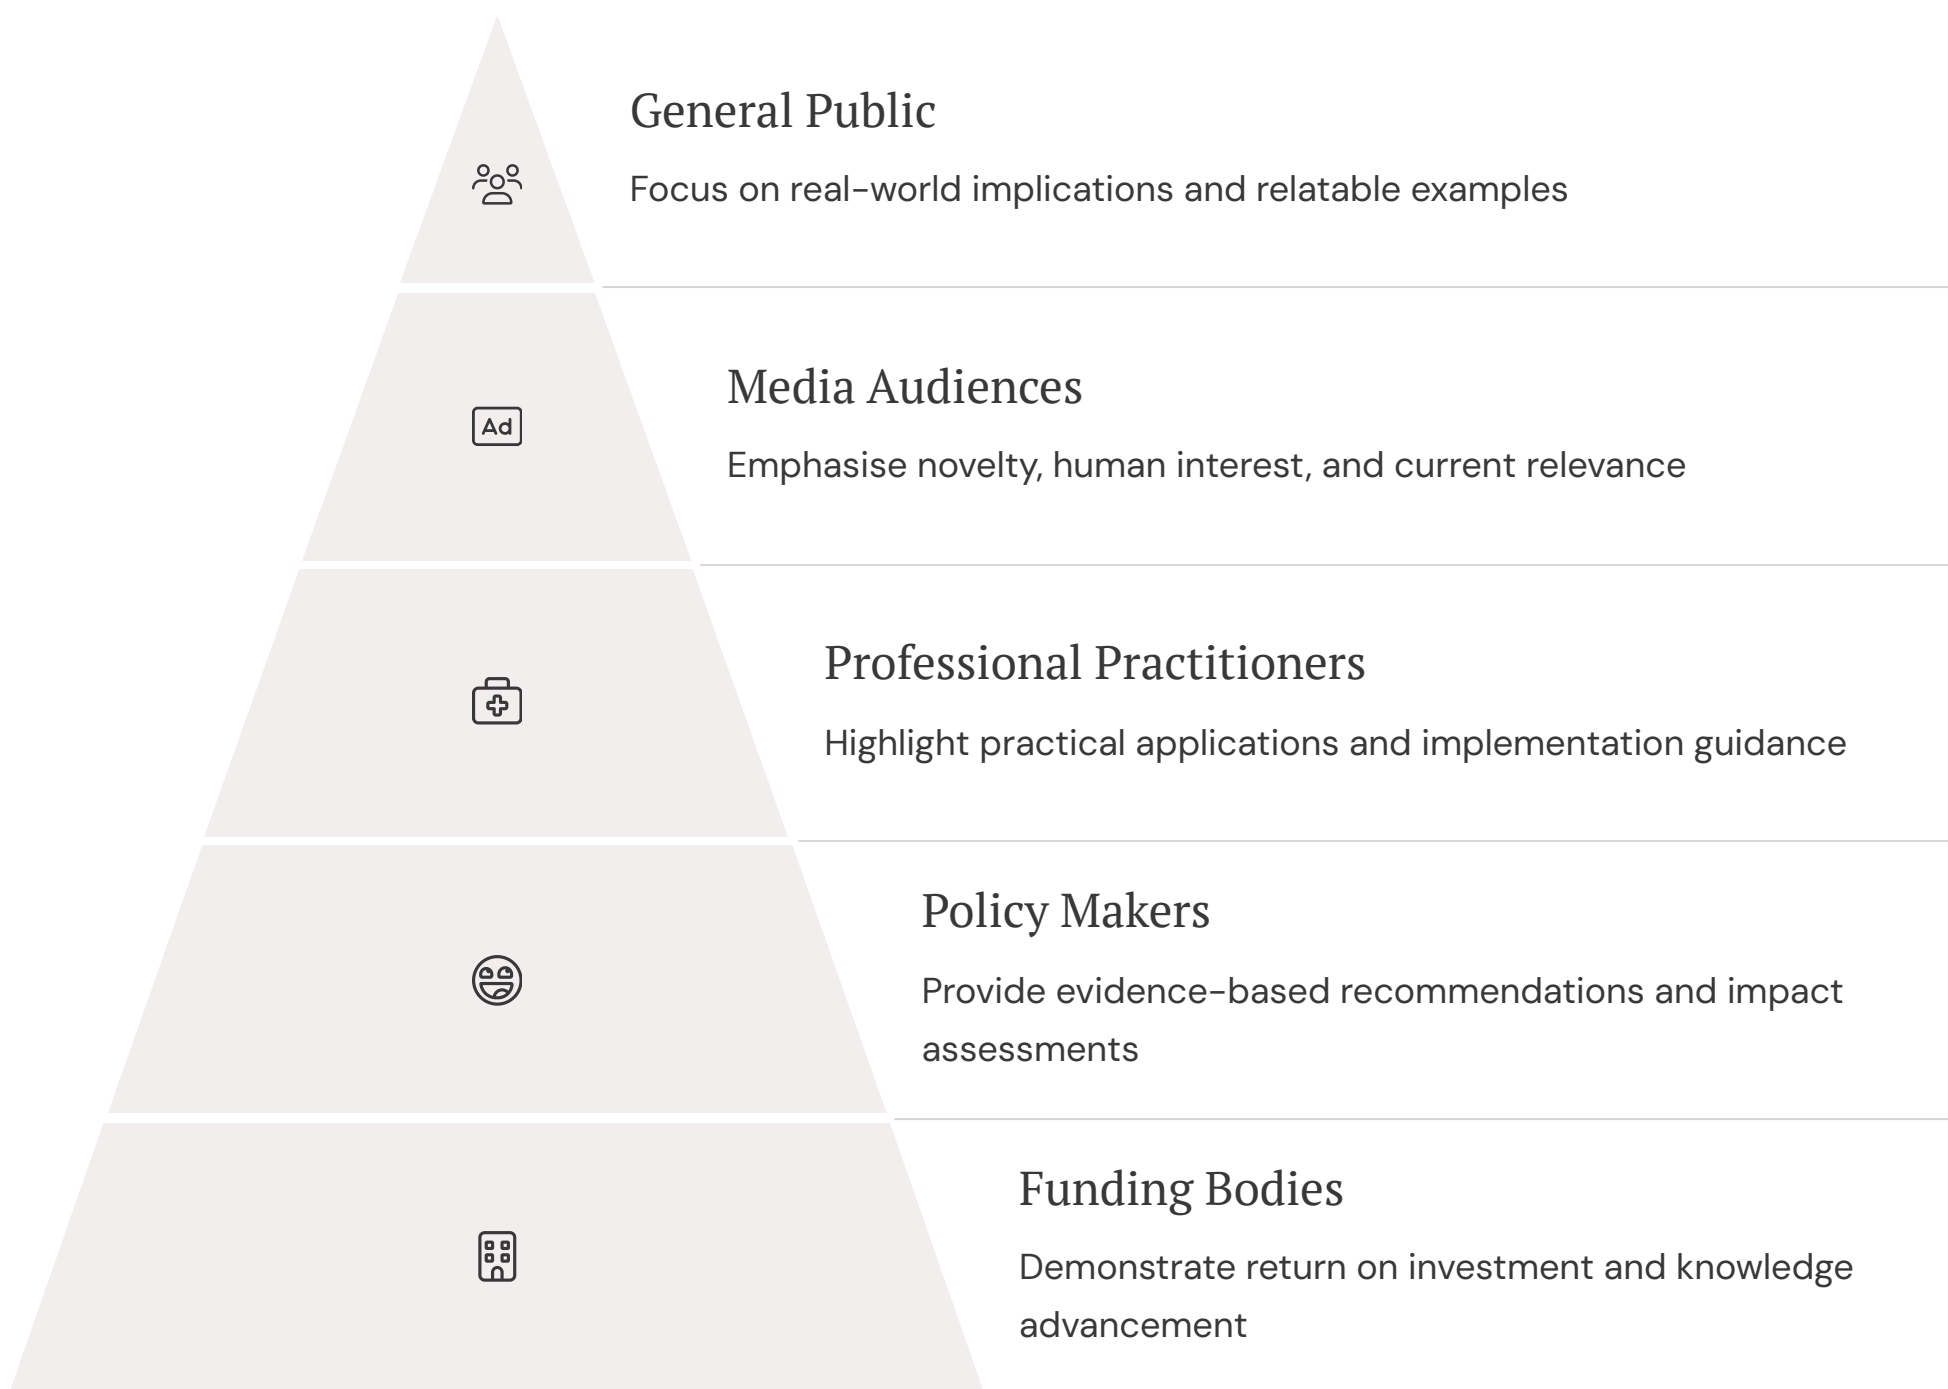 General Public
Focus on real-world implications and relatable examples
Ad
Media Audiences
Emphasise novelty, human interest, and current relevance
Professional Practitioners
Highlight practical applications and implementation guidance
Policy Makers
Provide evidence-based recommendations and impact
assessments
Funding Bodies
Demonstrate return on investment and knowledge
advancement